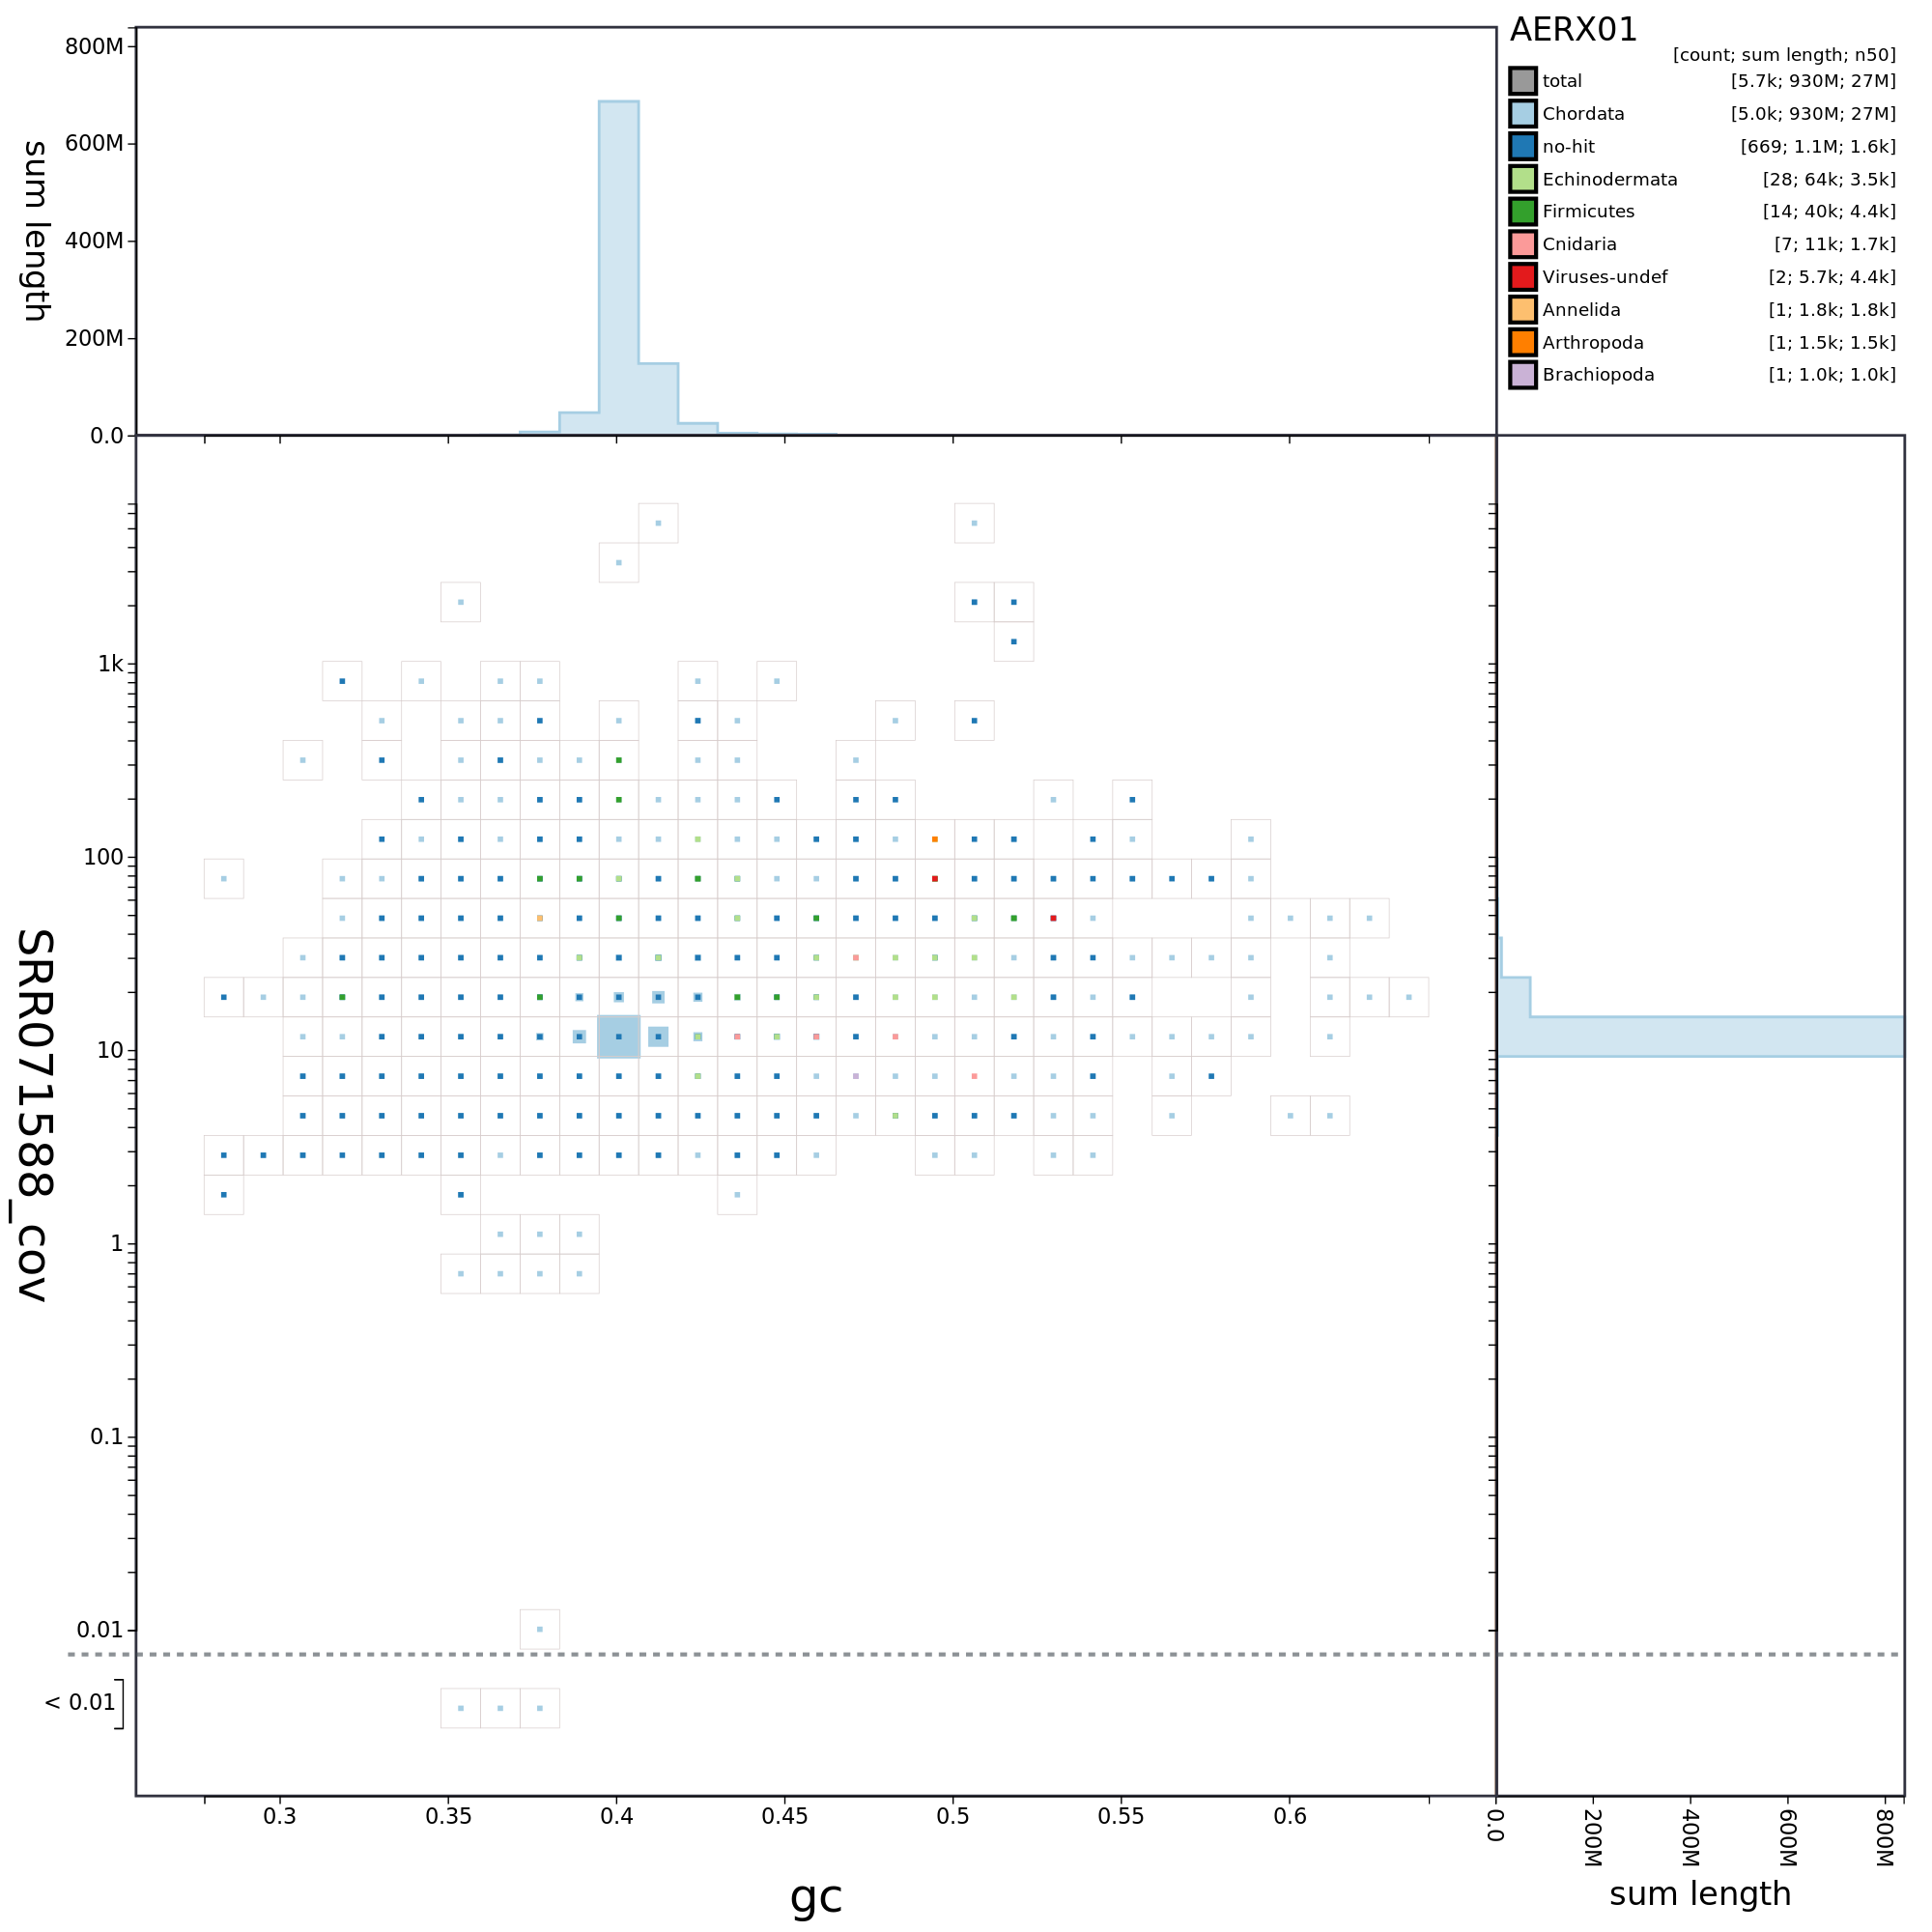 AERX01
[count; sum length; n50]
total [5.7k; 930M; 27M]
Chordata [5.0k; 930M; 27M]
no-hit [669; 1.1M; 1.6k]
Echinodermata [28; 64k; 3.5k]
Firmicutes [14; 40k; 4.4k]
Cnidaria [7; 11k; 1.7k]
Viruses-undef [2; 5.7k; 4.4k]
Annelida [1; 1.8k; 1.8k]
Arthropoda [1; 1.5k; 1.5k]
Brachiopoda [1; 1.0k; 1.0k]
sum length
800M
600M
400M
200M
0.0
SRR071588_cov
1k
100
10
1
0.1
0.01
< 0.01
0.3 0.35 0.4 0.45 0.5 0.55 0.6
gc
0.0 200M 400M 600M 800M
sum length